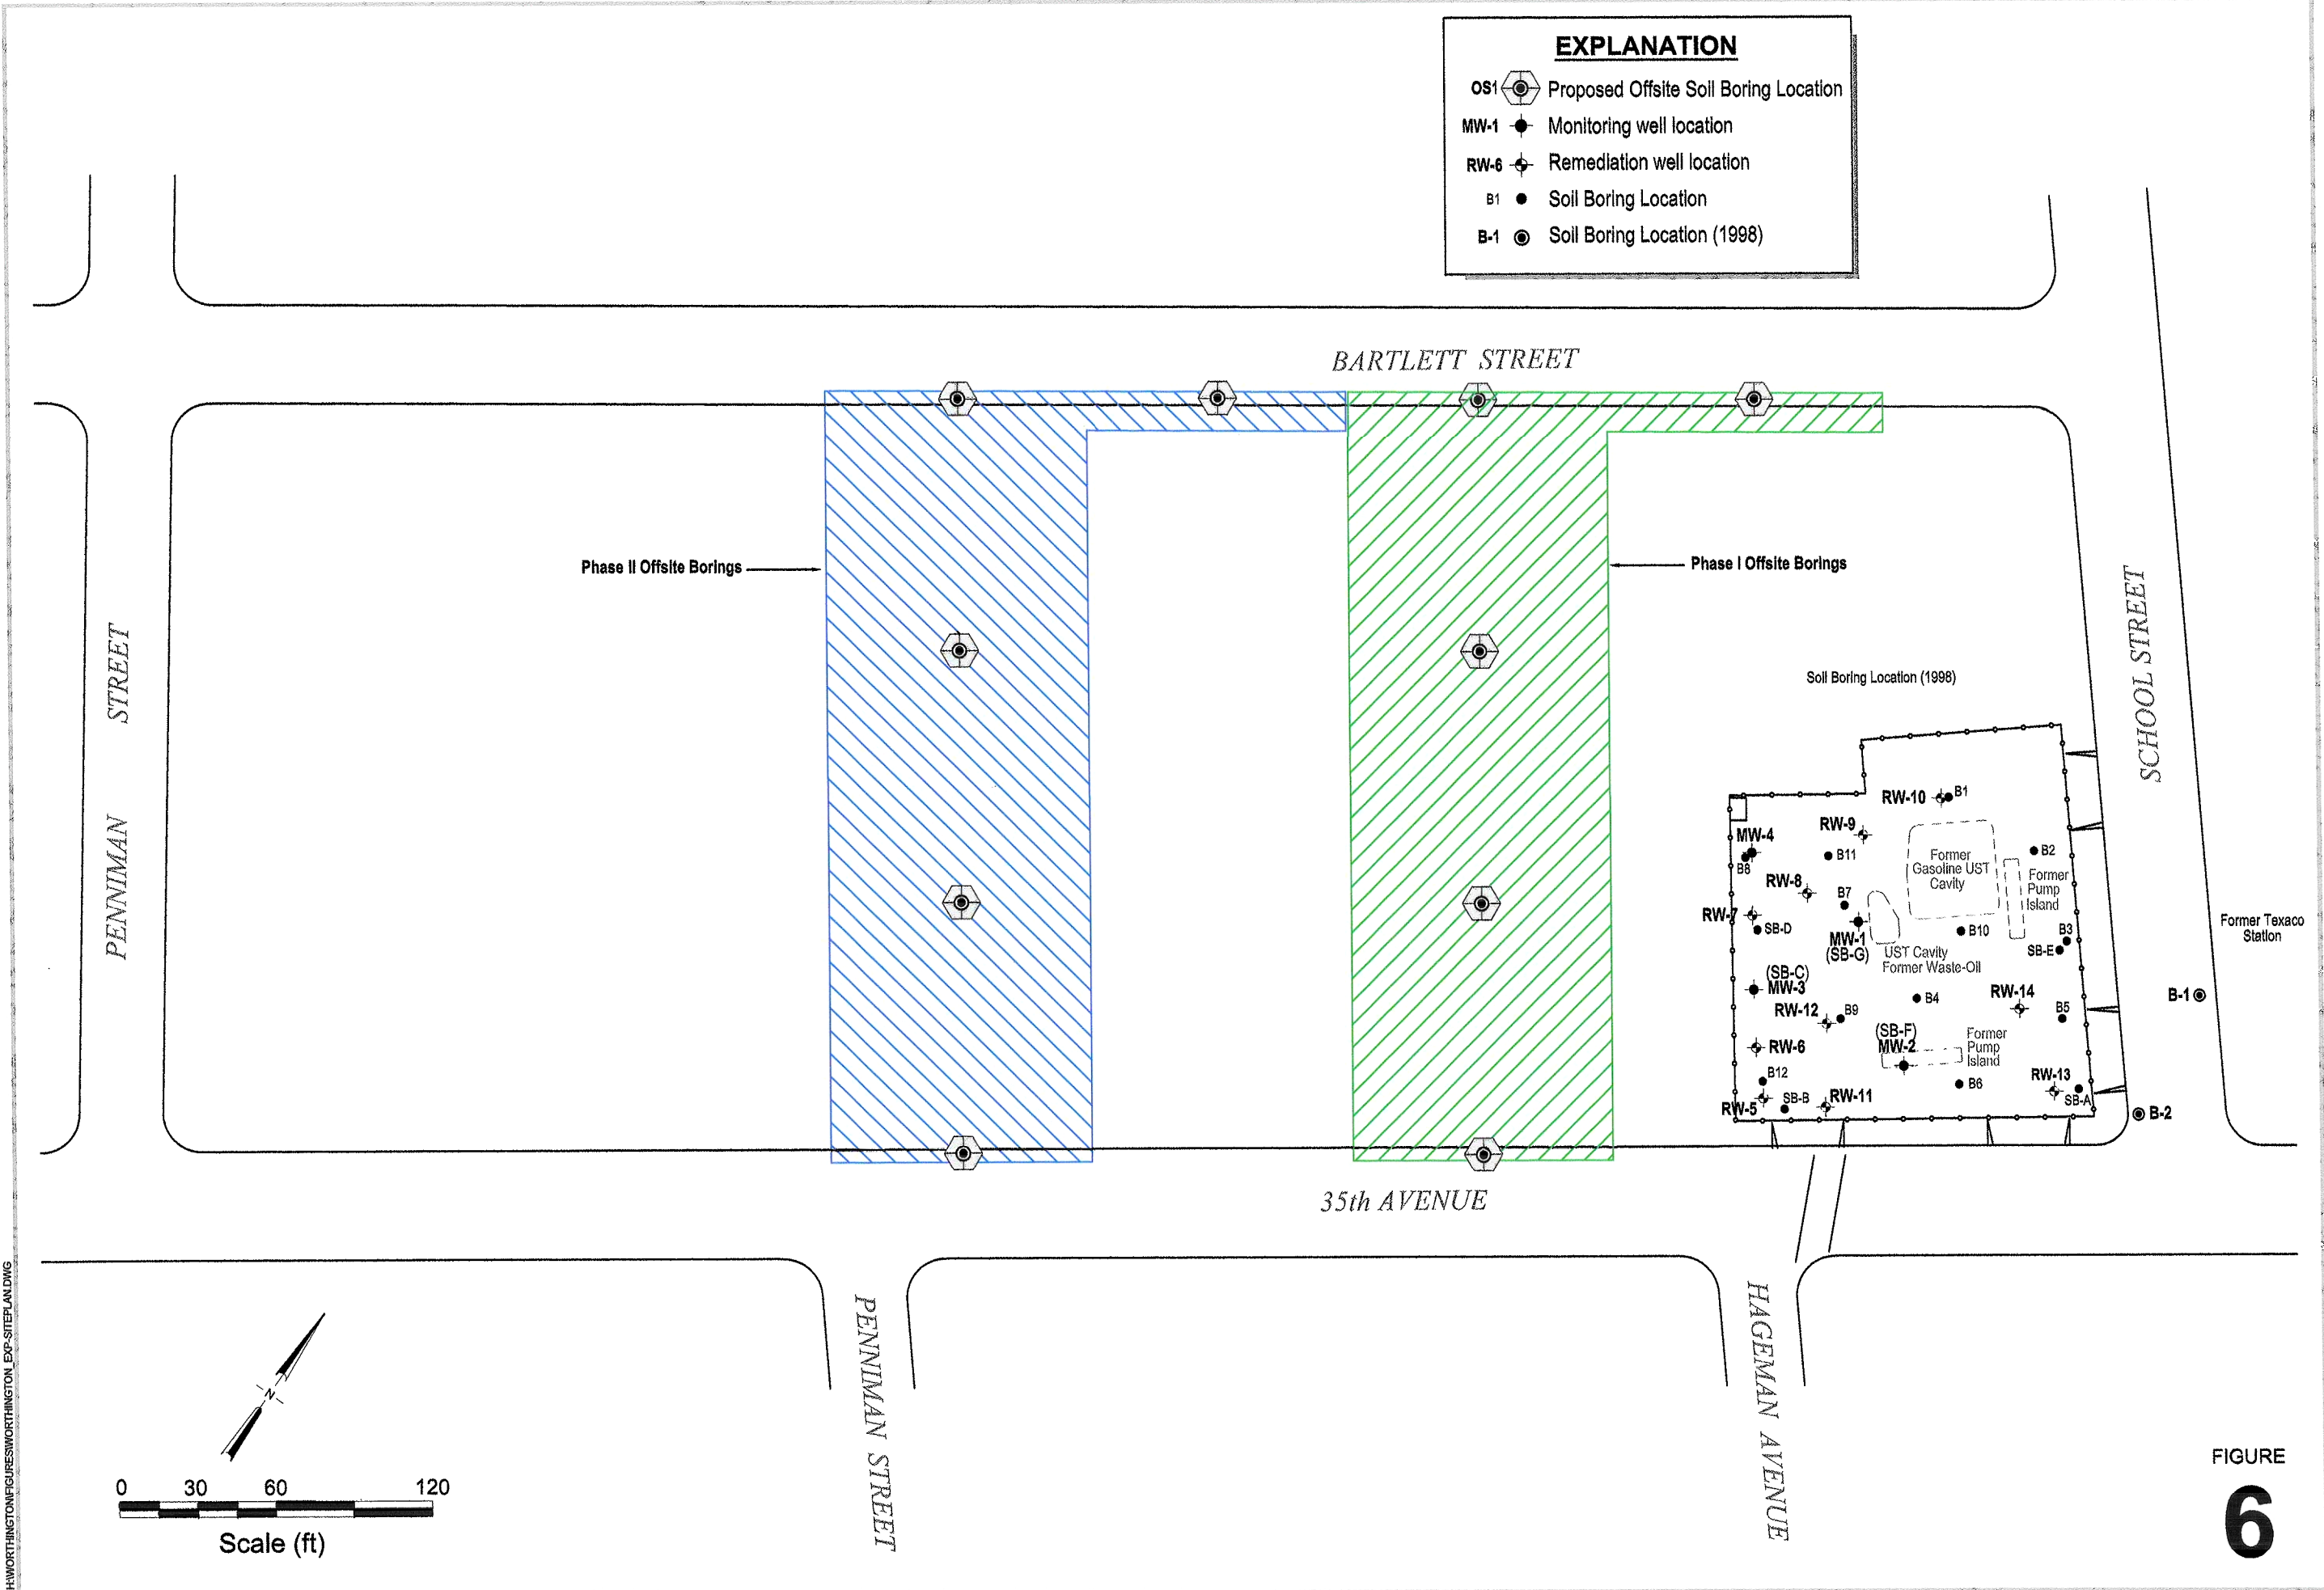 EXPLANATION
OS1 Proposed Offsite Soil Boring Location
MW-1 Monitoring well location
RW-6 Remediation well location
B1 Soil Boring Location
B-1 Soil Boring Location (1998)
BARTLETT STREET
Phase II Offsite Borings
Phase I Offsite Borings
PENNIMAN STREET
SCHOOL STREET
Soil Boring Location (1998)
RW-10
B1
RW-9
MW-4
B8
B11
B2
Former
Gasoline UST
Cavity
Former
Pump
Island
RW-8
B7
RW-7
SB-D
MW-1
(SB-G)
B10
B3
SB-E
UST Cavity
Former Waste-Oil
Former Texaco
Station
(SB-C)
MW-3
B4
RW-14
B-1
RW-12
B9
B5
(SB-F)
MW-2
Former
Pump
Island
RW-6
B12
B6
RW-13
SB-A
RW-5
SB-B
RW-11
B-2
35th AVENUE
PENNIMAN STREET
HAGEMAN AVENUE
N
0 30 60 120
Scale (ft)
FIGURE
6
H:\WORTHINGTON\FIGURES\WORTHINGTON_EXP-SITEPLAN.DWG